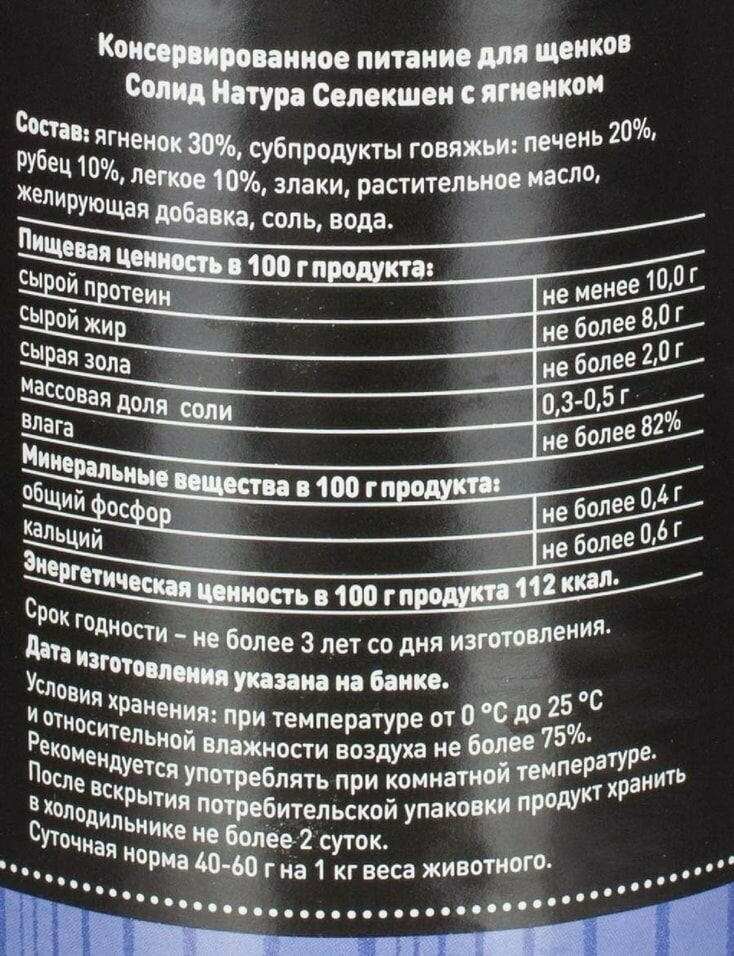 Консервированное питание для щенков
Солид Натура Селекшен с ягненком
Состав: ягненок 30%, субпродукты говяжьи: печень 20%,
рубец 10%, легкое 10%, злаки, растительное масло,
желирующая добавка, соль, вода.
Пищевая ценность в 100 г продукта:
сырой протеин не менее 10,0 г
сырой жир не более 8,0 г
сырая зола не более 2,0 г
массовая доля соли 0,3-0,5 г
влага не более 82%
Минеральные вещества в 100 г продукта:
общий фосфор не более 0,4 г
кальций не более 0,6 г
Энергетическая ценность в 100 г продукта 112 ккал.
Срок годности – не более 3 лет со дня изготовления.
Дата изготовления указана на банке.
Условия хранения: при температуре от 0 °C до 25 °C
и относительной влажности воздуха не более 75%.
Рекомендуется употреблять при комнатной температуре.
После вскрытия потребительской упаковки продукт хранить
в холодильнике не более 2 суток.
Суточная норма 40-60 г на 1 кг веса животного.